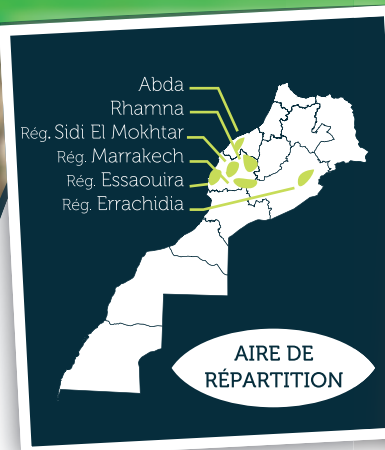 Abda
Rhamna
Rég. Sidi El Mokhtar
Rég. Marrakech
Rég. Essaouira
Rég. Errachidia
AIRE DE
RÉPARTITION